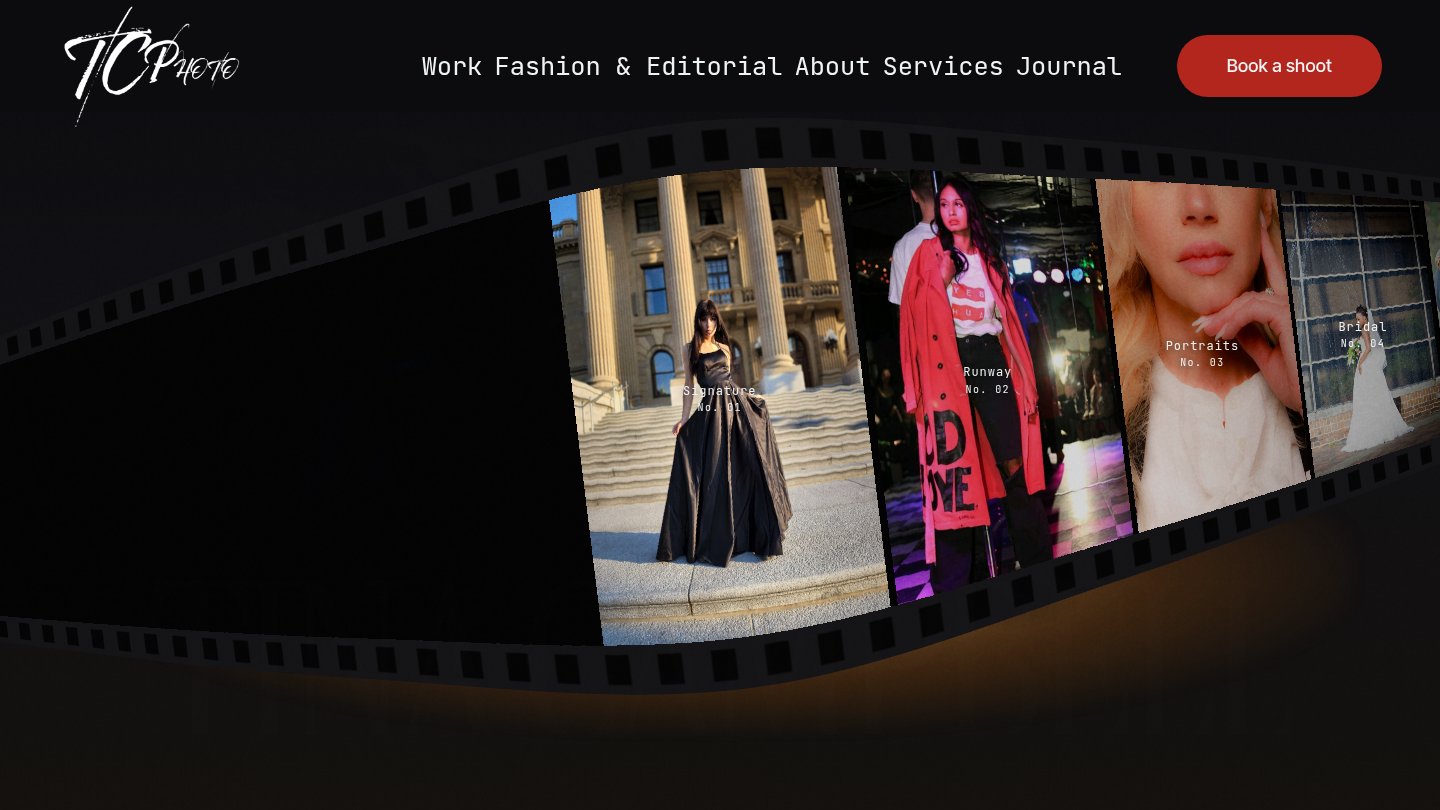 TCPHOTO
Work Fashion & Editorial About Services Journal
Book a shoot
Signature
No. 01
Runway
No. 02
Portraits
No. 03
Bridal
No. 04